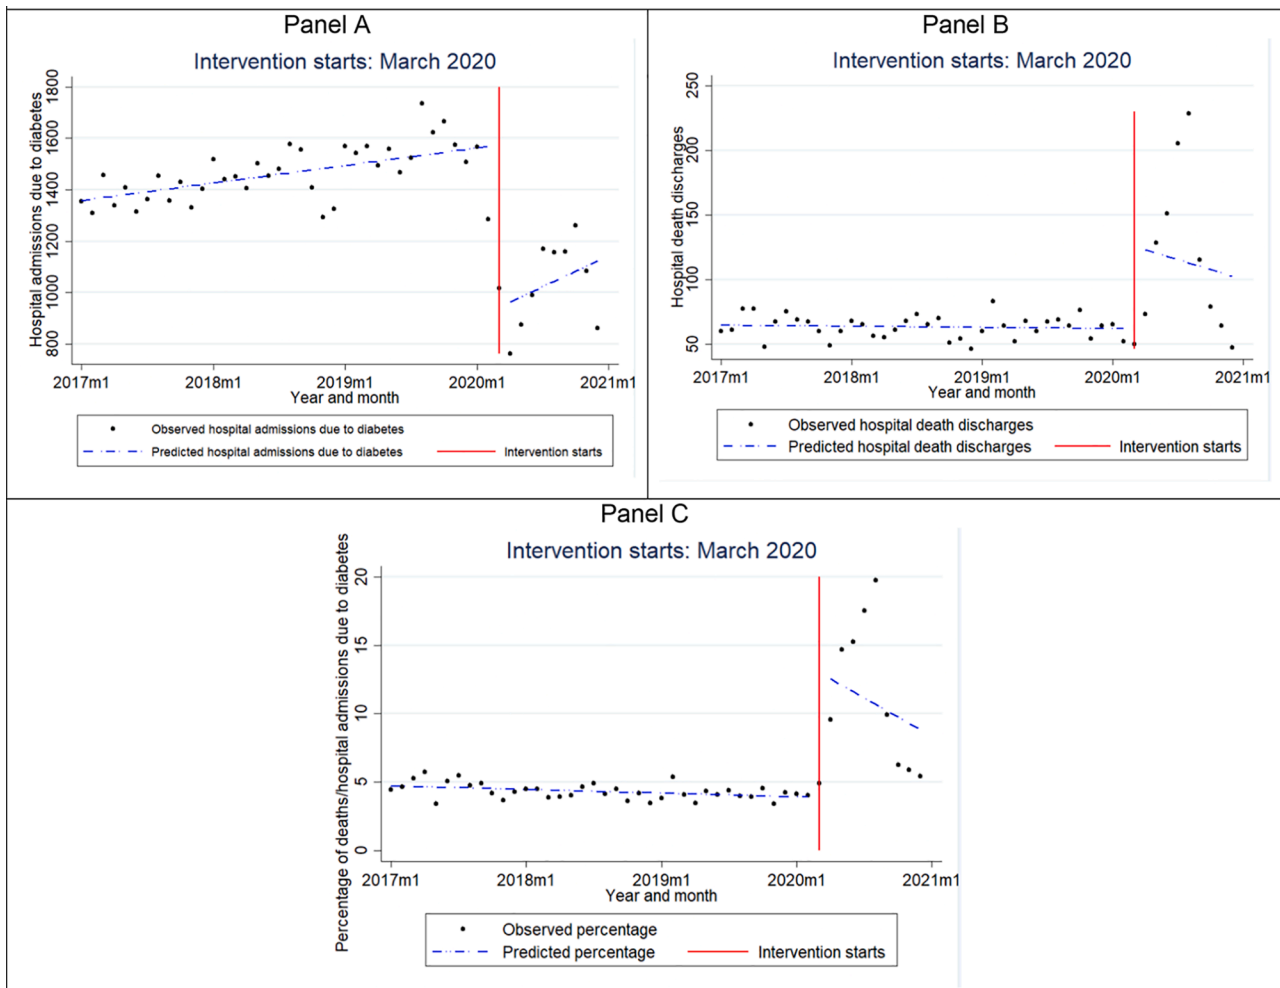 Panel A
Intervention starts: March 2020
Hospital admissions due to diabetes
1800
1600
1400
1200
1000
800
2017m1 2018m1 2019m1 2020m1 2021m1
Year and month
Observed hospital admissions due to diabetes
Predicted hospital admissions due to diabetes Intervention starts
Panel B
Intervention starts: March 2020
Hospital death discharges
250
200
150
100
50
2017m1 2018m1 2019m1 2020m1 2021m1
Year and month
Observed hospital death discharges
Predicted hospital death discharges Intervention starts
Panel C
Intervention starts: March 2020
Percentage of deaths/hospital admissions due to diabetes
20
15
10
5
0
2017m1 2018m1 2019m1 2020m1 2021m1
Year and month
Observed percentage
Predicted percentage Intervention starts